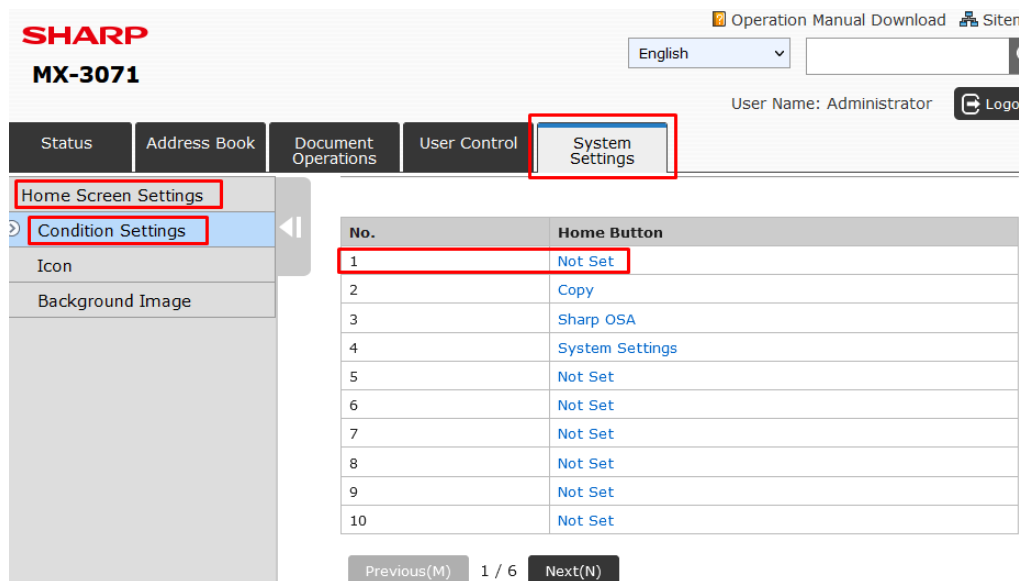 Operation Manual Download
SHARP
English
MX-3071
User Name: Administrator
Status
Address Book
Document Operations
User Control
System Settings
Home Screen Settings
Condition Settings
Icon
Background Image
No. Home Button
1 Not Set
2 Copy
3 Sharp OSA
4 System Settings
5 Not Set
6 Not Set
7 Not Set
8 Not Set
9 Not Set
10 Not Set
Previous(M) 1 / 6 Next(N)